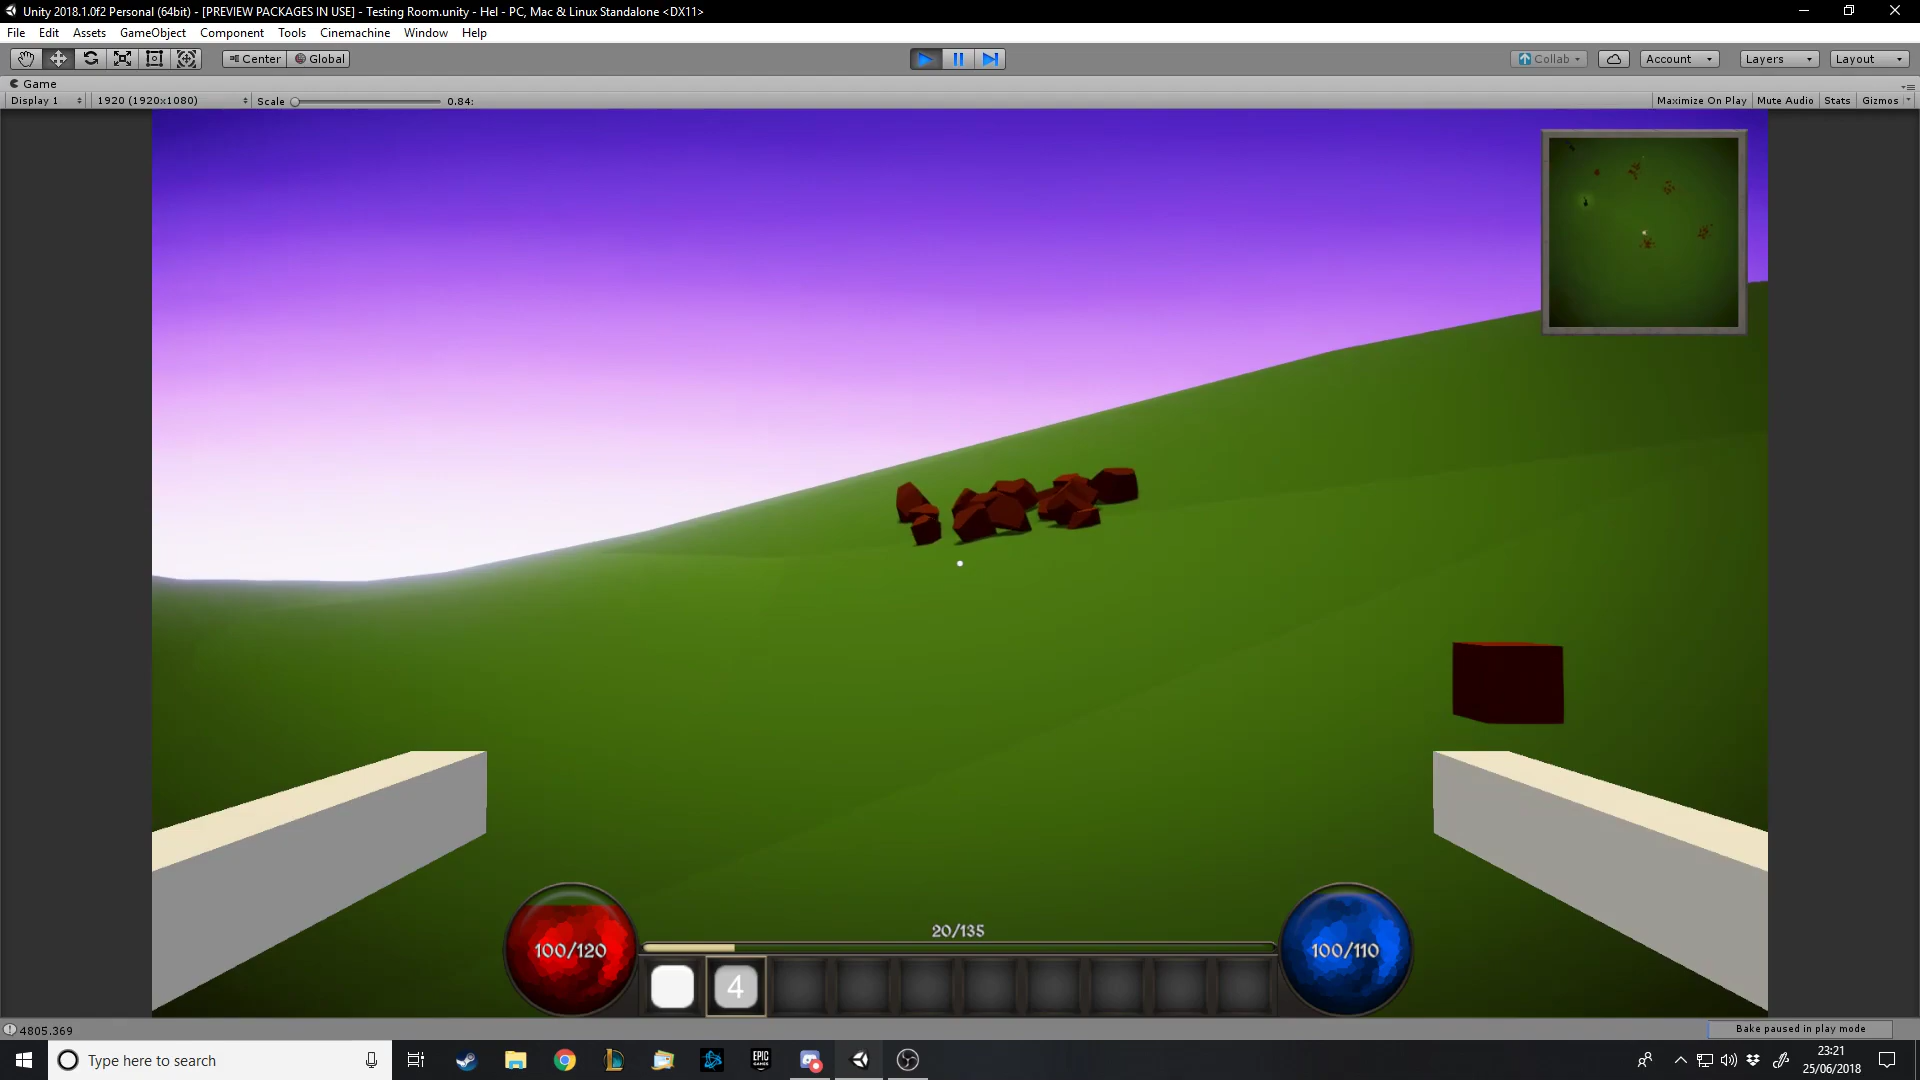 Unity 2018.1.0f2 Personal (64bit) - [PREVIEW PACKAGES IN USE] - Testing Room.unity - Hel - PC, Mac & Linux Standalone <DX11>
File Edit Assets GameObject Component Tools Cinemachine Window Help
Center Global Collab Account Layers Layout
Game
Display 1 1920 (1920x1080) Scale 0.84: Maximize On Play Mute Audio Stats Gizmos
20/135
100/120 100/110
4
4805.369 Bake paused in play mode
Type here to search
EPIC GAMES
23:21
25/06/2018